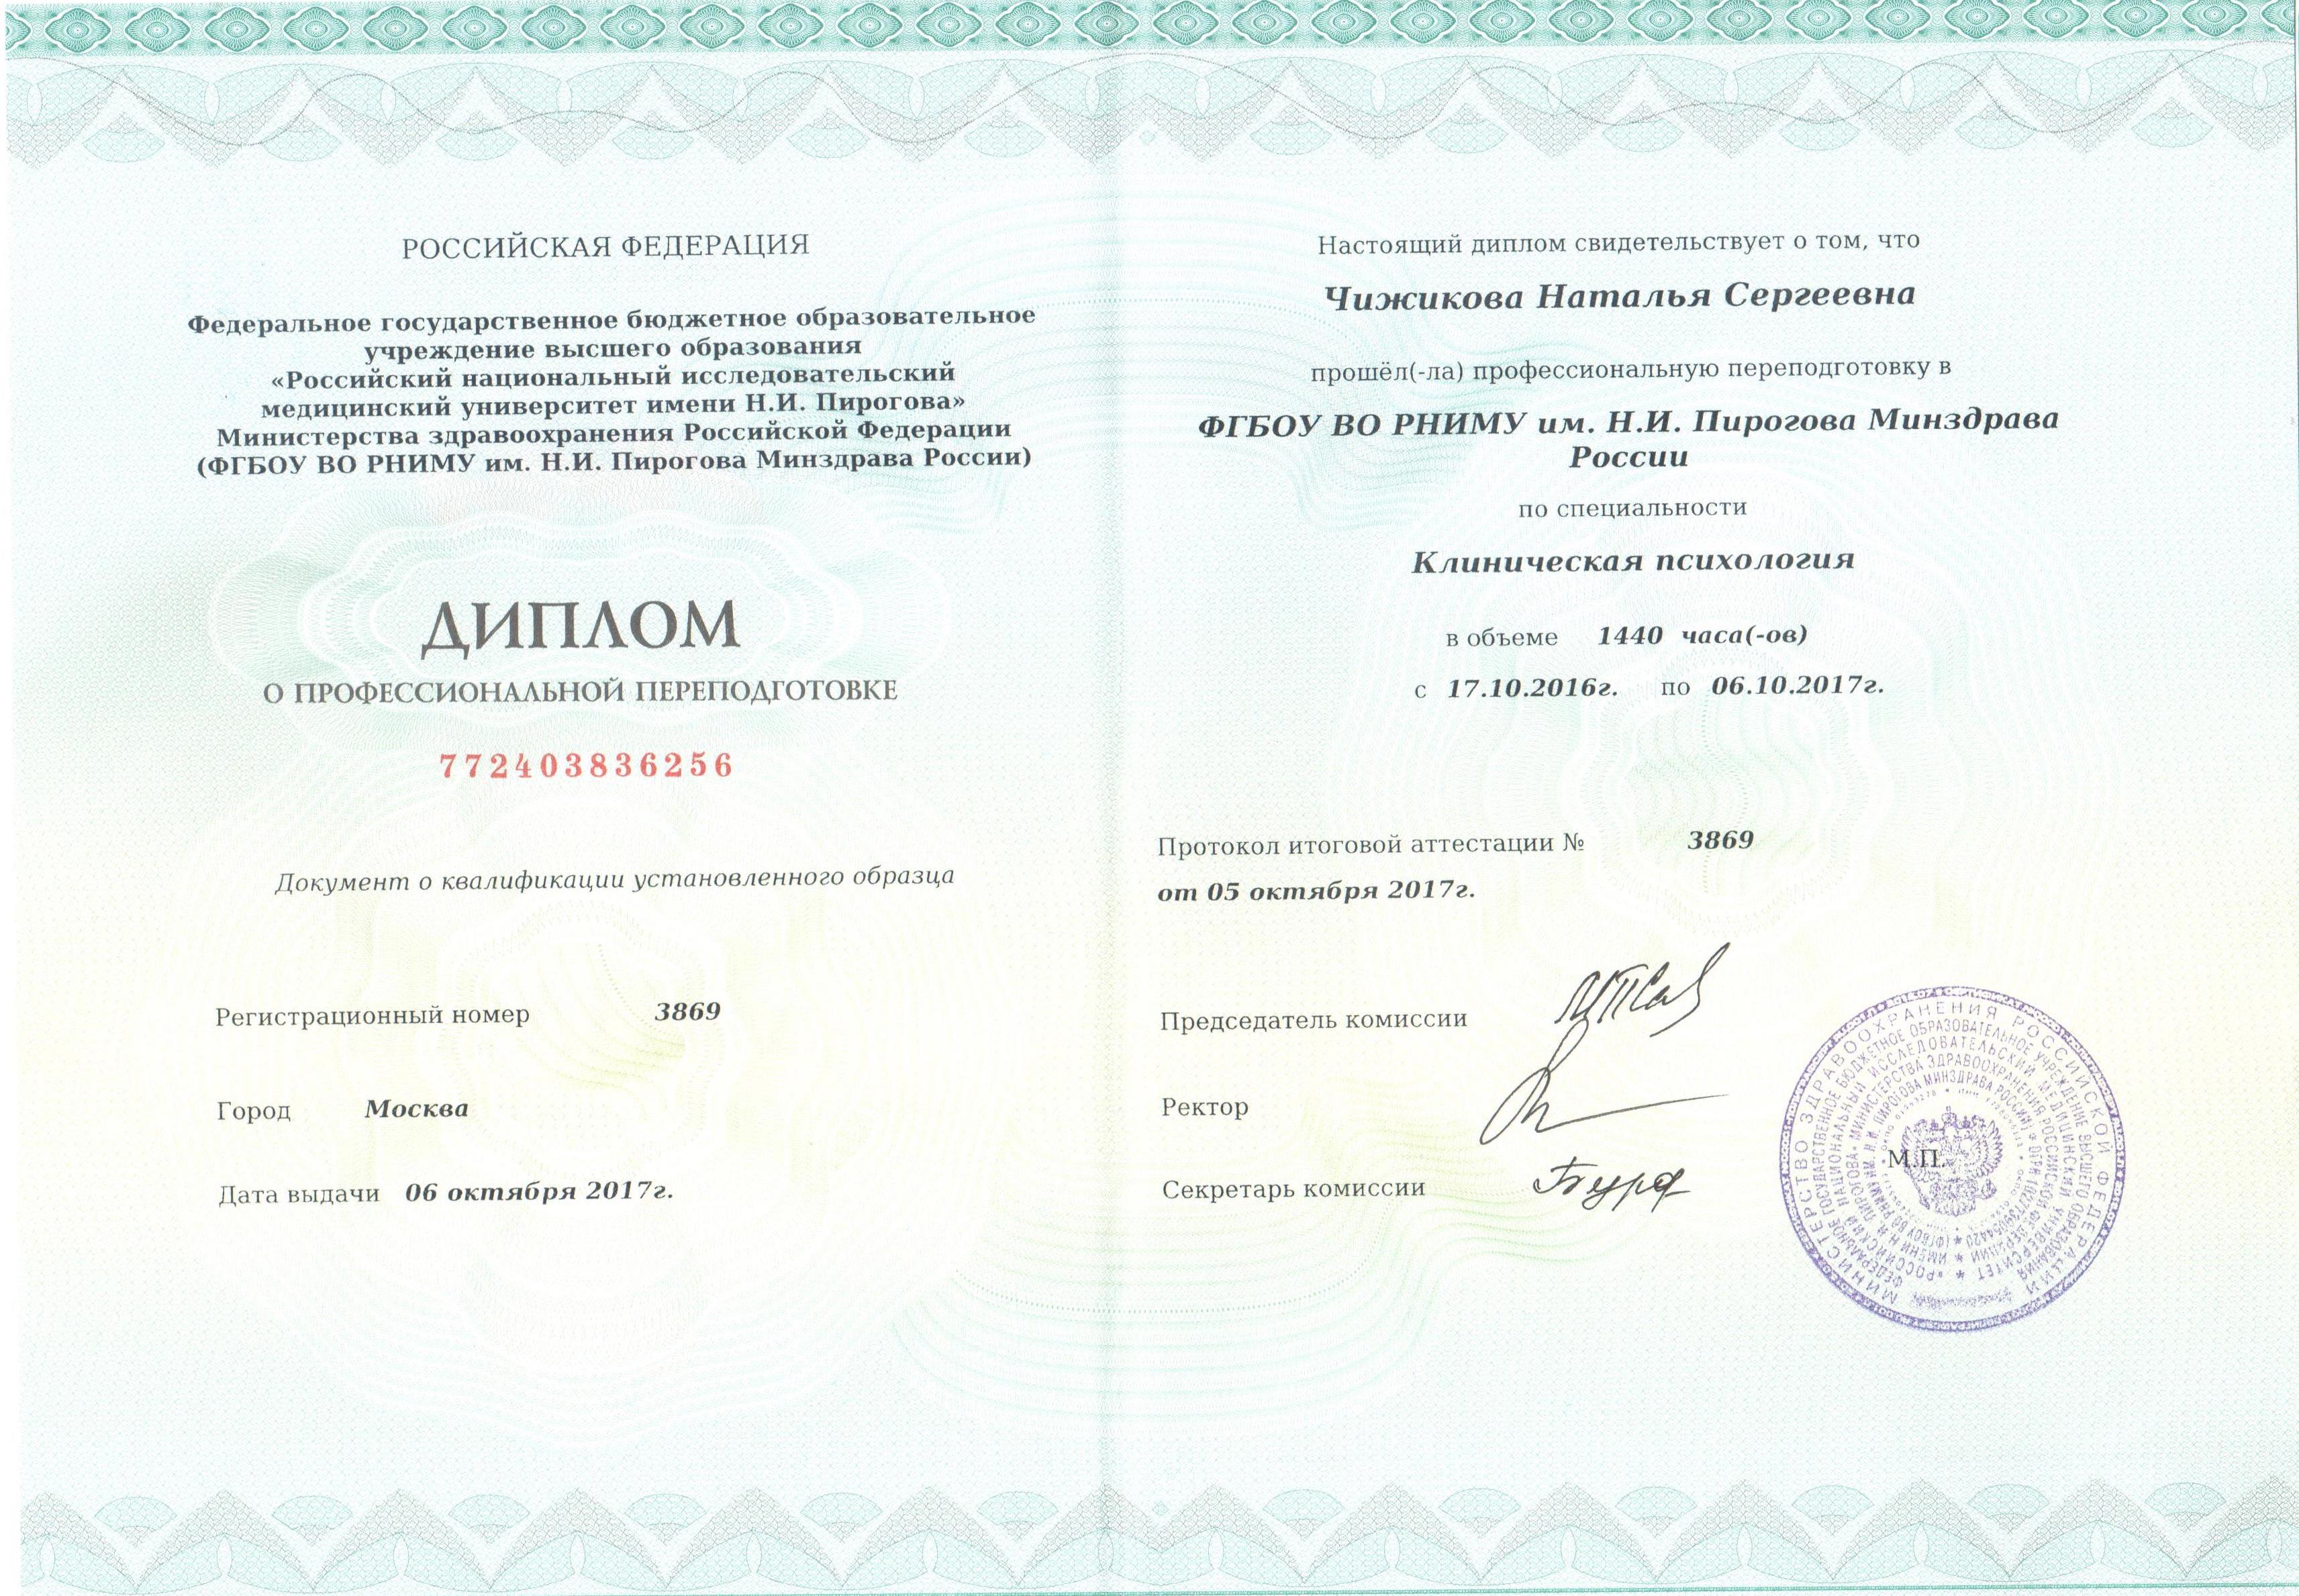 РОССИЙСКАЯ ФЕДЕРАЦИЯ
Федеральное государственное бюджетное образовательное
учреждение высшего образования
«Российский национальный исследовательский
медицинский университет имени Н.И. Пирогова»
Министерства здравоохранения Российской Федерации
(ФГБОУ ВО РНИМУ им. Н.И. Пирогова Минздрава России)
ДИПЛОМ
О ПРОФЕССИОНАЛЬНОЙ ПЕРЕПОДГОТОВКЕ
772403836256
Документ о квалификации установленного образца
Регистрационный номер 3869
Город Москва
Дата выдачи 06 октября 2017г.
Настоящий диплом свидетельствует о том, что
Чижикова Наталья Сергеевна
прошёл(-ла) профессиональную переподготовку в
ФГБОУ ВО РНИМУ им. Н.И. Пирогова Минздрава
России
по специальности
Клиническая психология
в объеме 1440 часа(-ов)
с 17.10.2016г. по 06.10.2017г.
Протокол итоговой аттестации № 3869
от 05 октября 2017г.
Председатель комиссии
Ректор
Секретарь комиссии
М.П.
МИНИСТЕРСТВО ЗДРАВООХРАНЕНИЯ РОССИЙСКОЙ ФЕДЕРАЦИИ
ФЕДЕРАЛЬНОЕ ГОСУДАРСТВЕННОЕ БЮДЖЕТНОЕ ОБРАЗОВАТЕЛЬНОЕ УЧРЕЖДЕНИЕ ВЫСШЕГО ОБРАЗОВАНИЯ
«РОССИЙСКИЙ НАЦИОНАЛЬНЫЙ ИССЛЕДОВАТЕЛЬСКИЙ МЕДИЦИНСКИЙ УНИВЕРСИТЕТ
ИМЕНИ Н.И. ПИРОГОВА» МИНИСТЕРСТВА ЗДРАВООХРАНЕНИЯ РОССИЙСКОЙ ФЕДЕРАЦИИ
(ФГБОУ ВО РНИМУ ИМ. Н.И. ПИРОГОВА МИНЗДРАВА РОССИИ)